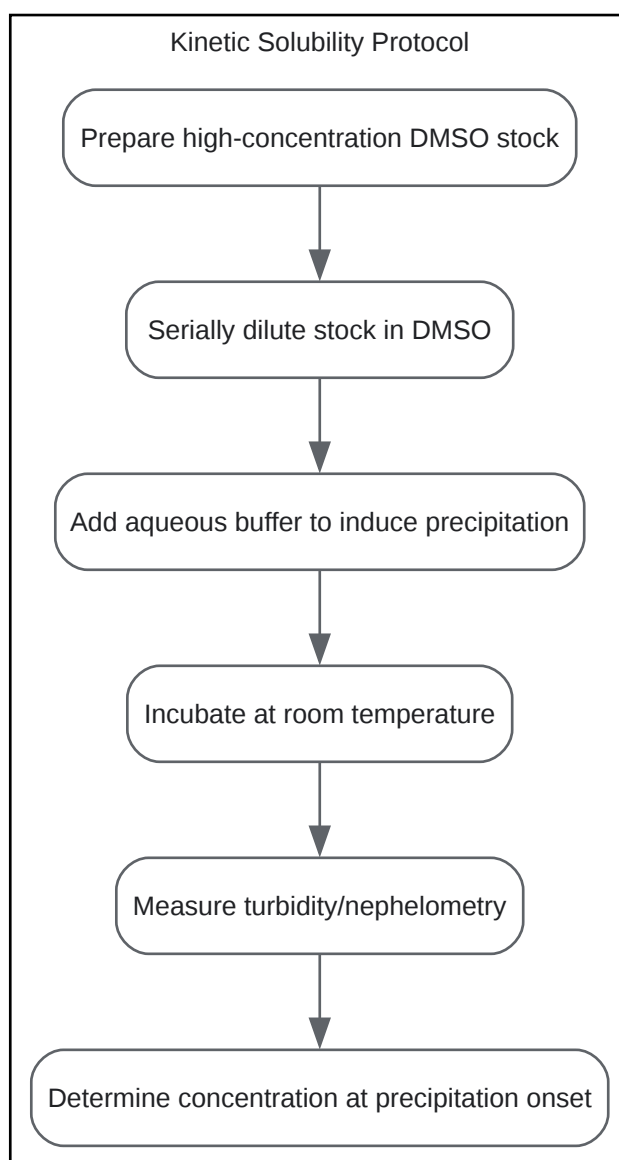 Kinetic Solubility Protocol
Prepare high-concentration DMSO stock
Serially dilute stock in DMSO
Add aqueous buffer to induce precipitation
Incubate at room temperature
Measure turbidity/nephelometry
Determine concentration at precipitation onset